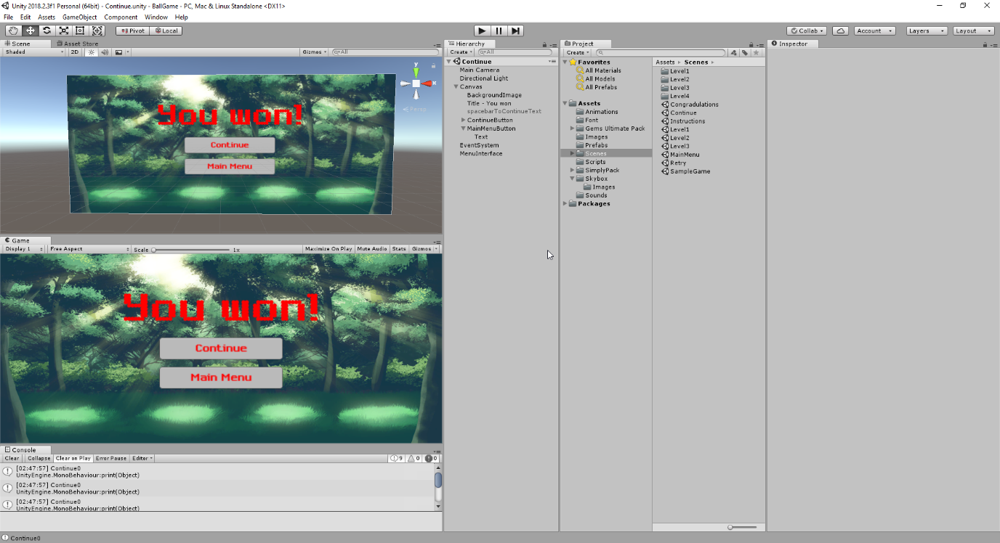 Unity 2018.2.3f1 Personal (64bit) - Continue.unity - BallGame - PC, Mac & Linux Standalone <DX11>
File Edit Assets GameObject Component Window Help
Pivot Local
Collab Account Layers Layout
Scene Asset Store
Shaded 2D Gizmos All
y
x
Persp
You won!
Continue
Main Menu
Game
Display 1 Free Aspect Scale 1x Maximize On Play Mute Audio Stats Gizmos
You won!
Continue
Main Menu
Console
Clear Collapse Clear on Play Error Pause Editor 9 0 0
[02:47:57] Continue0
UnityEngine.MonoBehaviour:print(Object)
[02:47:57] Continue0
UnityEngine.MonoBehaviour:print(Object)
[02:47:57] Continue0
UnityEngine.MonoBehaviour:print(Object)
Continue0
Hierarchy
Create All
Continue
Main Camera
Directional Light
Canvas
BackgroundImage
Title - You won
spacebarToContinueText
ContinueButton
MainMenuButton
Text
EventSystem
MenuInterface
Project
Create
Favorites
All Materials
All Models
All Prefabs
Assets
Animations
Font
Gems Ultimate Pack
Images
Prefabs
Scenes
Scripts
SimplyPack
Skybox
Images
Sounds
Packages
Assets Scenes
Level1
Level2
Level3
Level4
Congradulations
Continue
Instructions
Level1
Level2
Level3
MainMenu
Retry
SampleGame
Inspector